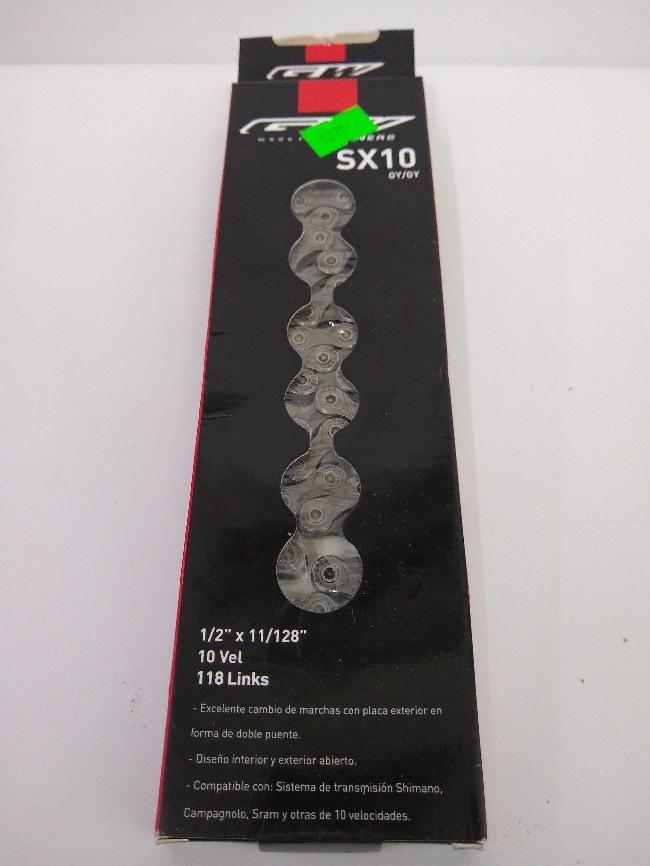 GW
GW
SX10
GY/GY
1/2" x 11/128"
10 Vel
118 Links
- Excelente cambio de marchas con placa exterior en
forma de doble puente.
- Diseño interior y exterior abierto.
- Compatible con: Sistema de transmisión Shimano,
Campagnolo, Sram y otras de 10 velocidades.